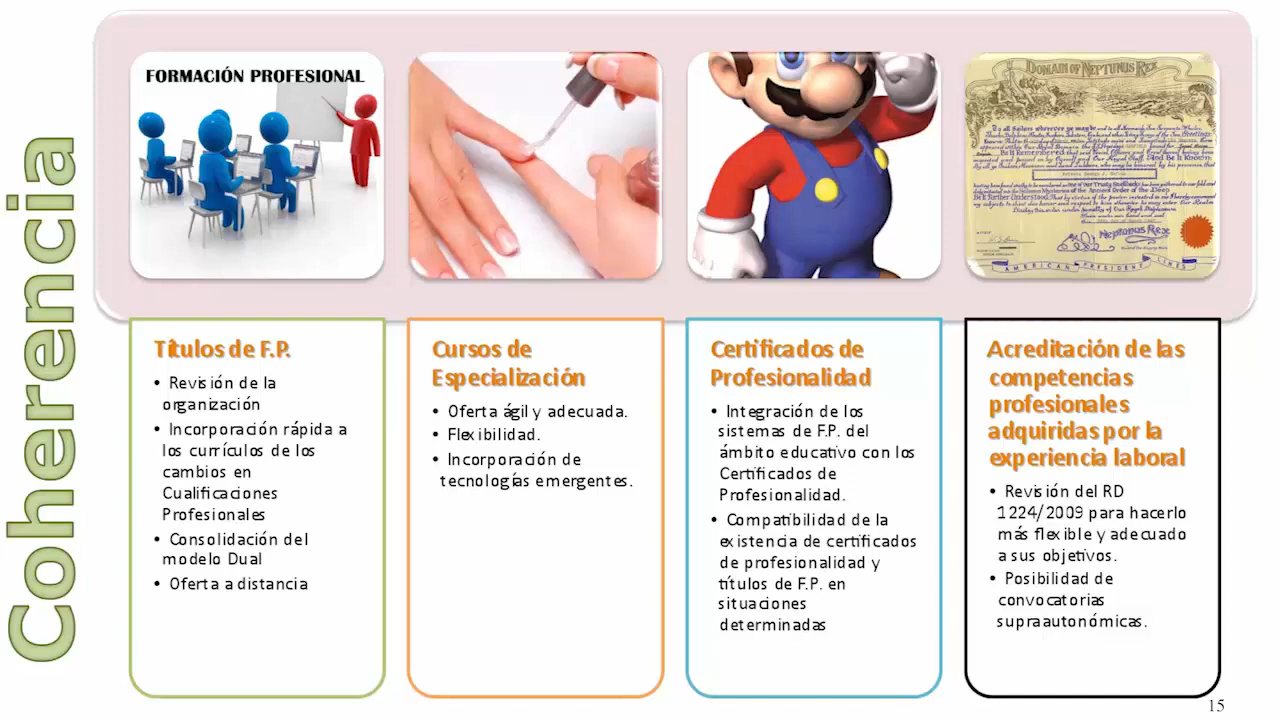 Coherencia
FORMACIÓN PROFESIONAL
DOMAIN OF NEPTUNUS REX
Neptunus Rex
AMERICAN PRESIDENT LINES
Títulos de F.P.
• Revisión de la
organización
• Incorporación rápida a
los currículos de los
cambios en
Cualificaciones
Profesionales
• Consolidación del
modelo Dual
• Oferta a distancia
Cursos de
Especialización
• Oferta ágil y adecuada.
• Flexibilidad.
• Incorporación de
tecnologías emergentes.
Certificados de
Profesionalidad
• Integración de los
sistemas de F.P. del
ámbito educativo con los
Certificados de
Profesionalidad.
• Compatibilidad de la
existencia de certificados
de profesionalidad y
títulos de F.P. en
situaciones
determinadas
Acreditación de las
competencias
profesionales
adquiridas por la
experiencia laboral
• Revisión del RD
1224/2009 para hacerlo
más flexible y adecuado
a sus objetivos.
• Posibilidad de
convocatorias
supraautonómicas.
15